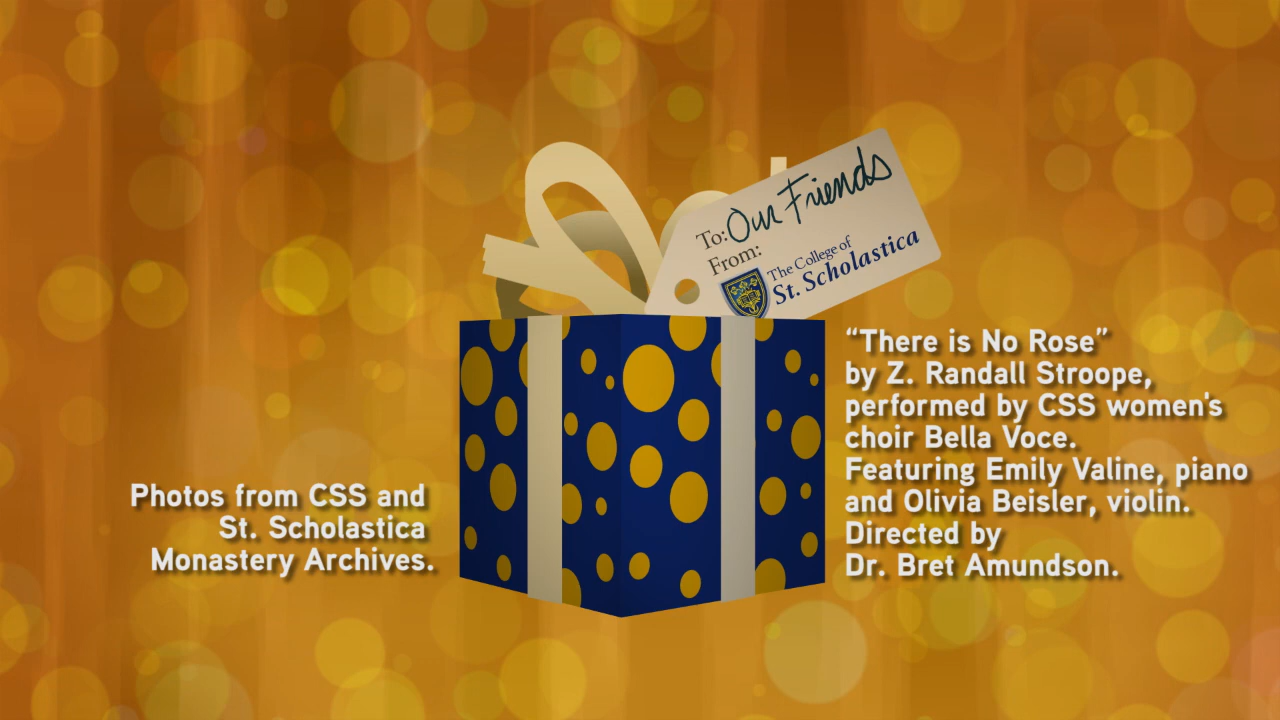 To: Our Friends
From:
The College of
St. Scholastica
“There is No Rose”
by Z. Randall Stroope,
performed by CSS women's
choir Bella Voce.
Featuring Emily Valine, piano
and Olivia Beisler, violin.
Directed by
Dr. Bret Amundson.
Photos from CSS and
St. Scholastica
Monastery Archives.